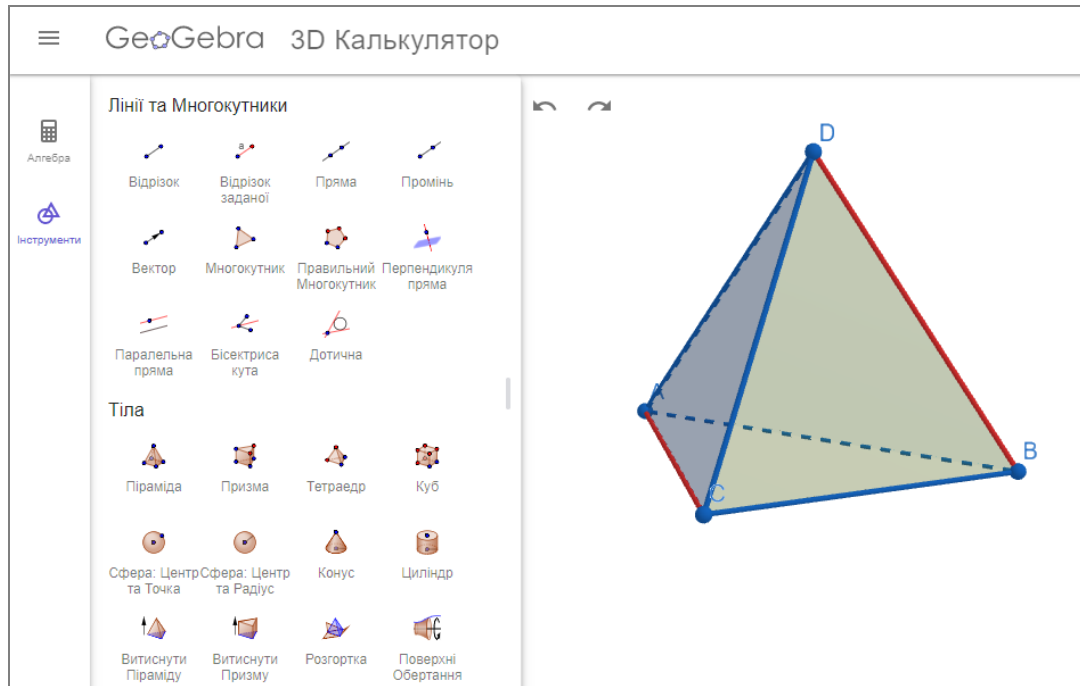 GeoGebra 3D Калькулятор
Алгебра
Інструменти
Лінії та Многокутники
Відрізок
Відрізок
заданої
Пряма
Промінь
Вектор
Многокутник
Правильний
Многокутник
Перпендикуля
пряма
Паралельна
пряма
Бісектриса
кута
Дотична
Тіла
Піраміда
Призма
Тетраедр
Куб
Сфера: Центр
та Точка
Сфера: Центр
та Радіус
Конус
Циліндр
Витиснути
Піраміду
Витиснути
Призму
Розгортка
Поверхні
Обертання
D
A
B
C
a